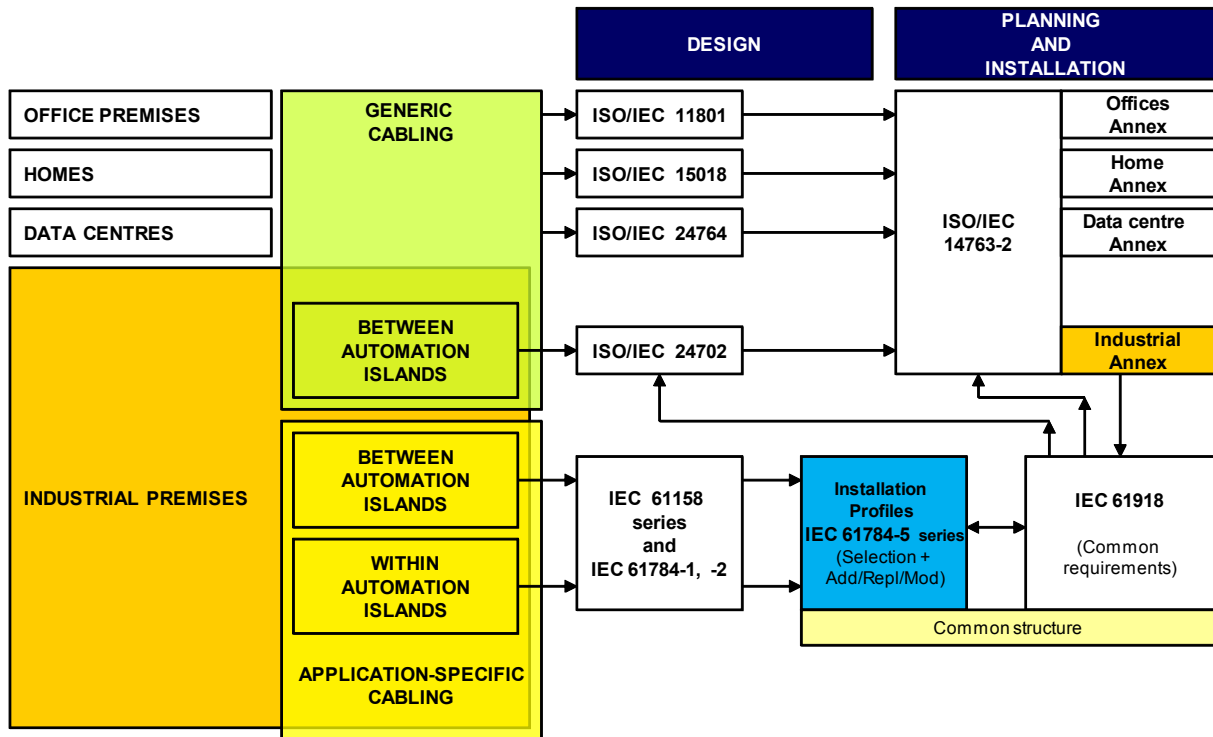 DESIGN
PLANNING
AND
INSTALLATION
OFFICE PREMISES
GENERIC
CABLING
ISO/IEC 11801
Offices
Annex
HOMES
ISO/IEC 15018
Home
Annex
DATA CENTRES
ISO/IEC 24764
ISO/IEC
14763-2
Data centre
Annex
BETWEEN
AUTOMATION
ISLANDS
ISO/IEC 24702
Industrial
Annex
INDUSTRIAL PREMISES
BETWEEN
AUTOMATION
ISLANDS
WITHIN
AUTOMATION
ISLANDS
APPLICATION-SPECIFIC
CABLING
IEC 61158
series
and
IEC 61784-1, -2
Installation
Profiles
IEC 61784-5 series
(Selection +
Add/Repl/Mod)
IEC 61918
(Common
requirements)
Common structure